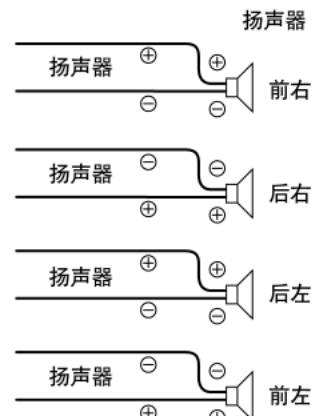 扬声器
⊕ ⊕
扬声器 前右
⊖ ⊖
⊖ ⊖
扬声器 后右
⊕ ⊕
⊕ ⊕
扬声器 后左
⊖ ⊖
⊖ ⊖
扬声器 前左
⊕ ⊕